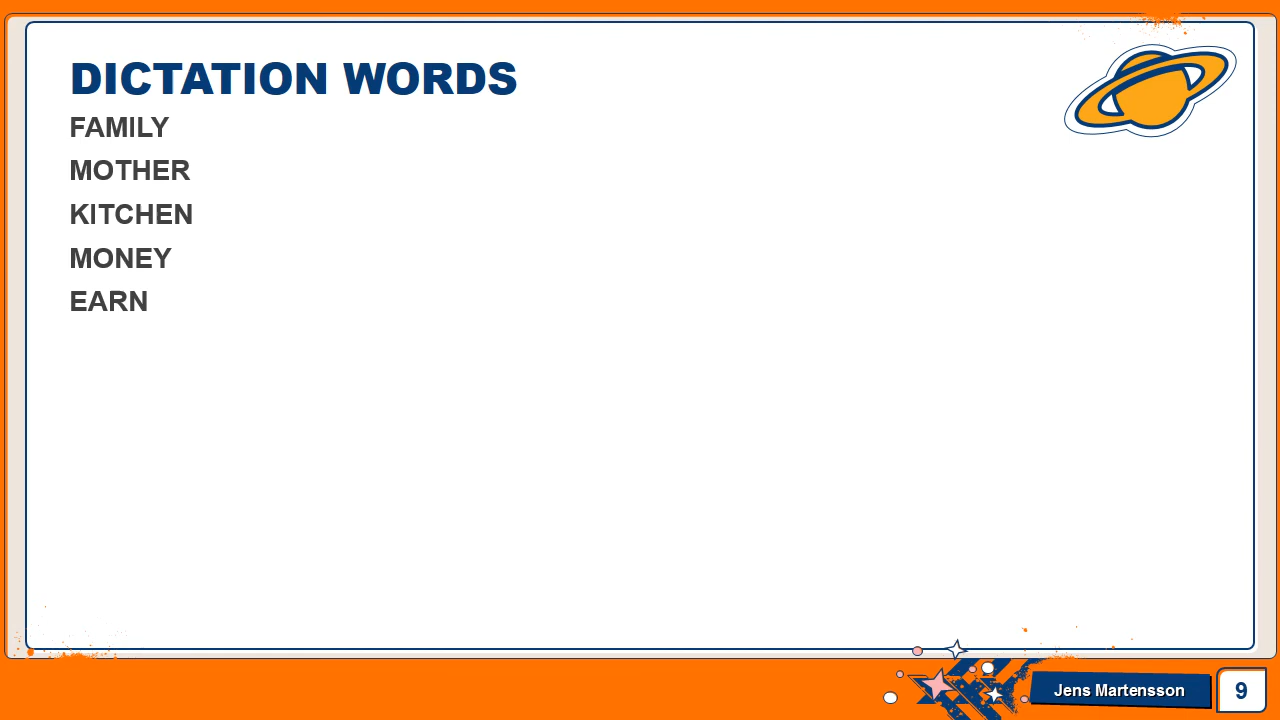 DICTATION WORDS
FAMILY
MOTHER
KITCHEN
MONEY
EARN
Jens Martensson
9